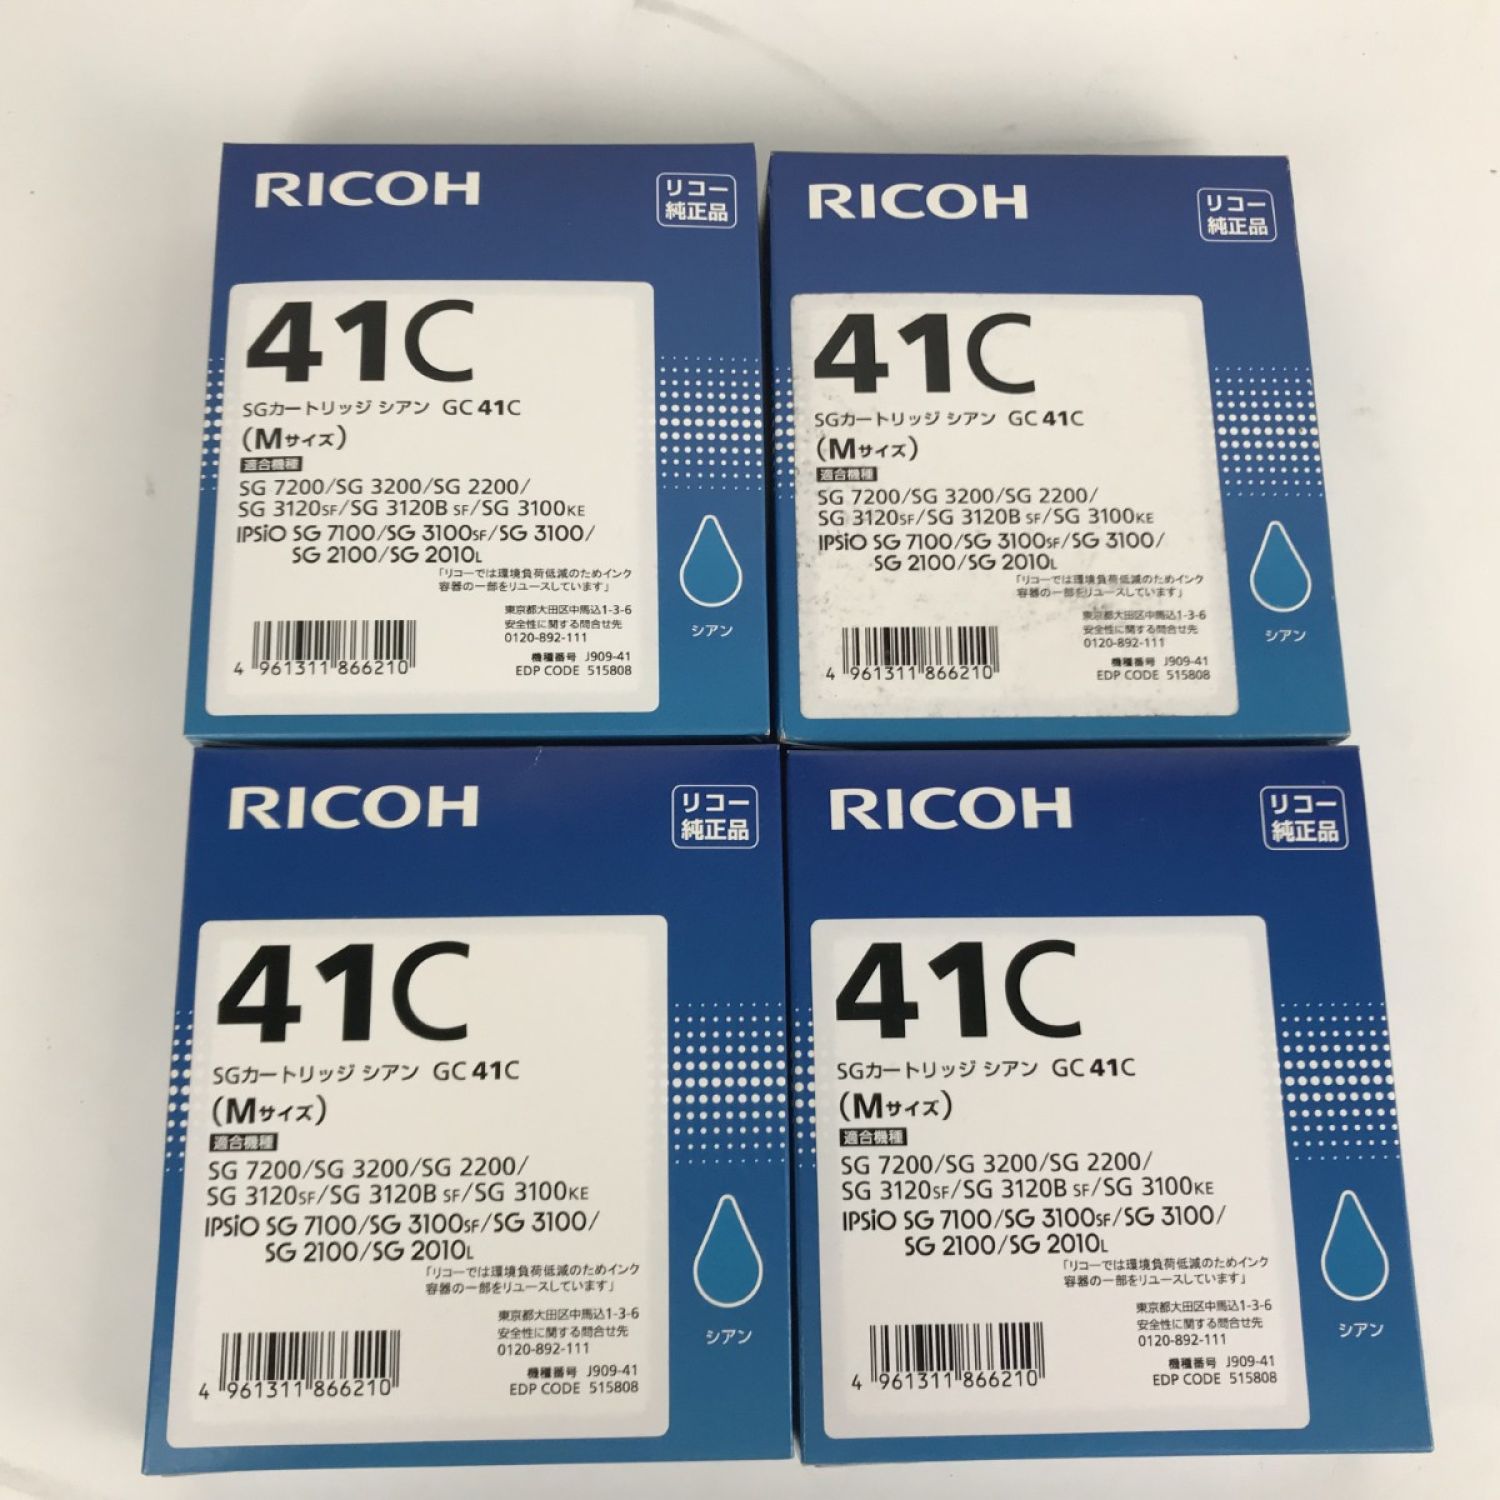 RICOH
リコー
純正品
41C
SGカートリッジ シアン GC 41C
(Mサイズ)
適合機種
SG 7200/SG 3200/SG 2200/
SG 3120SF/SG 3120B SF/SG 3100KE
IPSiO SG 7100/SG 3100SF/SG 3100/
SG 2100/SG 2010L
「リコーでは環境負荷低減のためインク
容器の一部をリユースしています」
東京都大田区中馬込1-3-6
安全性に関する問合せ先
0120-892-111
機種番号 J909-41
EDP CODE 515808
4 961311 866210
シアン
RICOH
リコー
純正品
41C
SGカートリッジ シアン GC 41C
(Mサイズ)
適合機種
SG 7200/SG 3200/SG 2200/
SG 3120SF/SG 3120B SF/SG 3100KE
IPSiO SG 7100/SG 3100SF/SG 3100/
SG 2100/SG 2010L
「リコーでは環境負荷低減のためインク
容器の一部をリユースしています」
東京都大田区中馬込1-3-6
安全性に関する問合せ先
0120-892-111
機種番号 J909-41
EDP CODE 515808
4 961311 866210
シアン
RICOH
リコー
純正品
41C
SGカートリッジ シアン GC 41C
(Mサイズ)
適合機種
SG 7200/SG 3200/SG 2200/
SG 3120SF/SG 3120B SF/SG 3100KE
IPSiO SG 7100/SG 3100SF/SG 3100/
SG 2100/SG 2010L
「リコーでは環境負荷低減のためインク
容器の一部をリユースしています」
東京都大田区中馬込1-3-6
安全性に関する問合せ先
0120-892-111
機種番号 J909-41
EDP CODE 515808
4 961311 866210
シアン
RICOH
リコー
純正品
41C
SGカートリッジ シアン GC 41C
(Mサイズ)
適合機種
SG 7200/SG 3200/SG 2200/
SG 3120SF/SG 3120B SF/SG 3100KE
IPSiO SG 7100/SG 3100SF/SG 3100/
SG 2100/SG 2010L
「リコーでは環境負荷低減のためインク
容器の一部をリユースしています」
東京都大田区中馬込1-3-6
安全性に関する問合せ先
0120-892-111
機種番号 J909-41
EDP CODE 515808
4 961311 866210
シアン